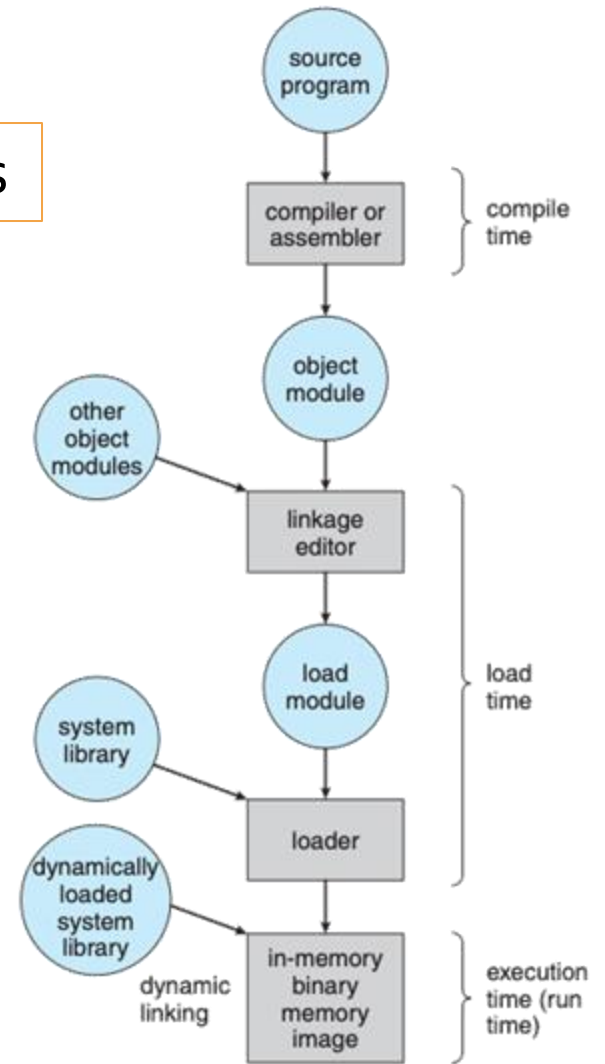 source
program
s
compiler or
assembler
compile
time
object
module
other
object
modules
linkage
editor
load
module
load
time
system
library
loader
dynamically
loaded
system
library
dynamic
linking
in-memory
binary
memory
image
execution
time (run
time)